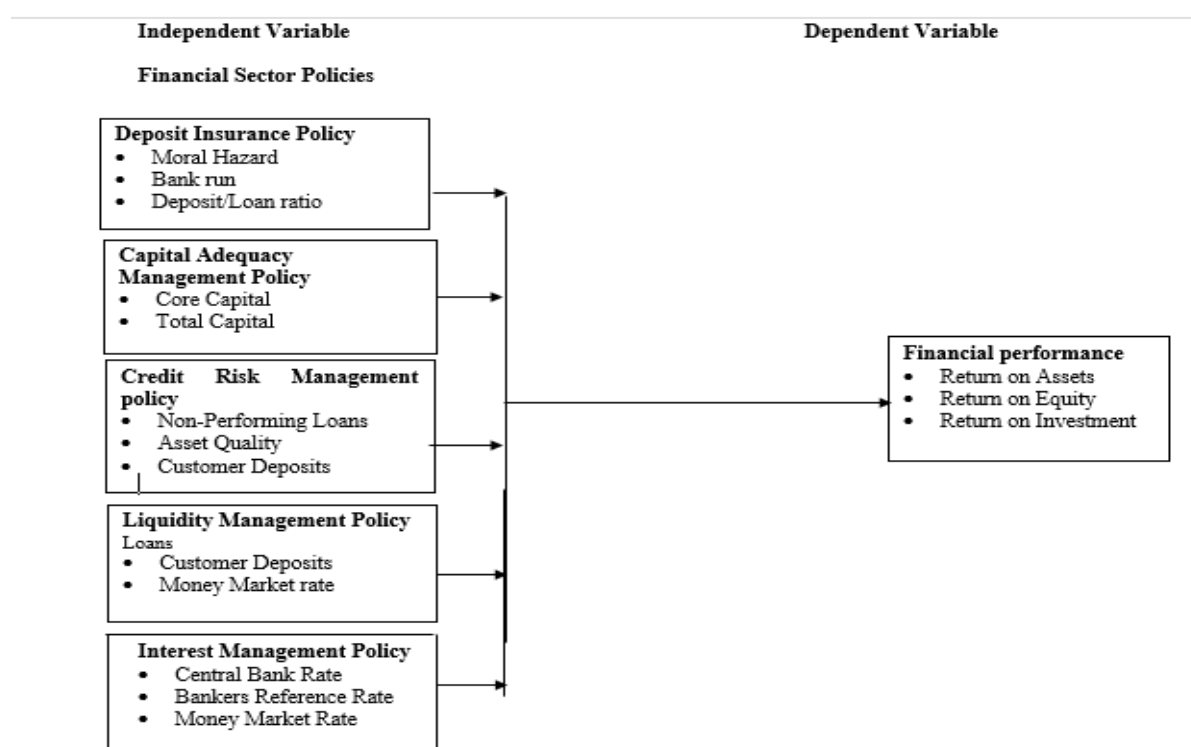 Independent Variable
Dependent Variable
Financial Sector Policies
Deposit Insurance Policy
• Moral Hazard
• Bank run
• Deposit/Loan ratio
Capital Adequacy
Management Policy
• Core Capital
• Total Capital
Credit Risk Management
policy
• Non-Performing Loans
• Asset Quality
• Customer Deposits
Liquidity Management Policy
Loans
• Customer Deposits
• Money Market rate
Interest Management Policy
• Central Bank Rate
• Bankers Reference Rate
• Money Market Rate
Financial performance
• Return on Assets
• Return on Equity
• Return on Investment